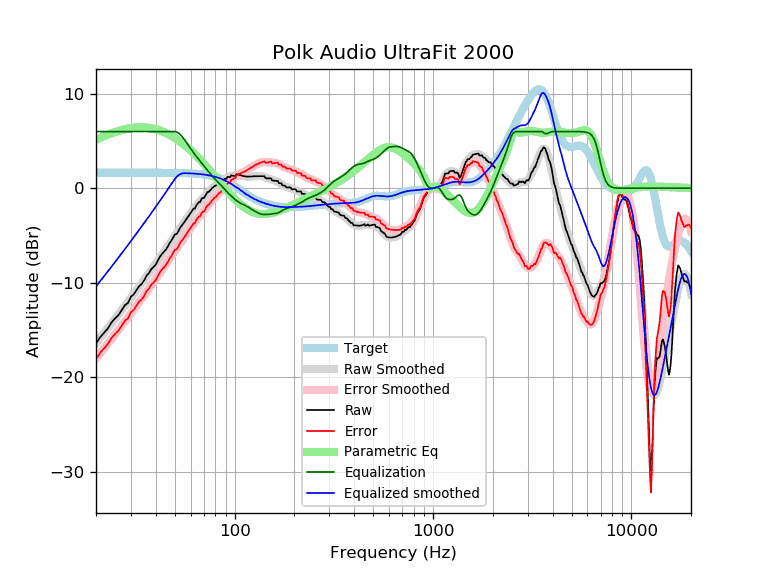 Polk Audio UltraFit 2000
Amplitude (dBr)
10
0
−10
−20
−30
Target
Raw Smoothed
Error Smoothed
Raw
Error
Parametric Eq
Equalization
Equalized smoothed
100
1000
10000
Frequency (Hz)